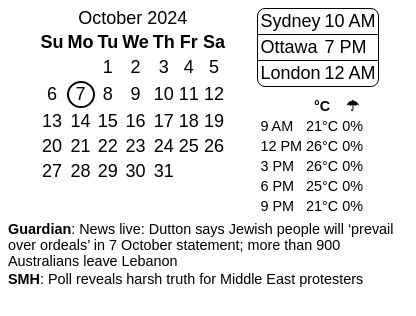 October 2024
Su Mo Tu We Th Fr Sa
1 2 3 4 5
6 7 8 9 10 11 12
13 14 15 16 17 18 19
20 21 22 23 24 25 26
27 28 29 30 31
Sydney 10 AM
Ottawa 7 PM
London 12 AM
°C ☂
9 AM 21°C 0%
12 PM 26°C 0%
3 PM 26°C 0%
6 PM 25°C 0%
9 PM 21°C 0%
Guardian: News live: Dutton says Jewish people will ‘prevail
over ordeals’ in 7 October statement; more than 900
Australians leave Lebanon
SMH: Poll reveals harsh truth for Middle East protesters